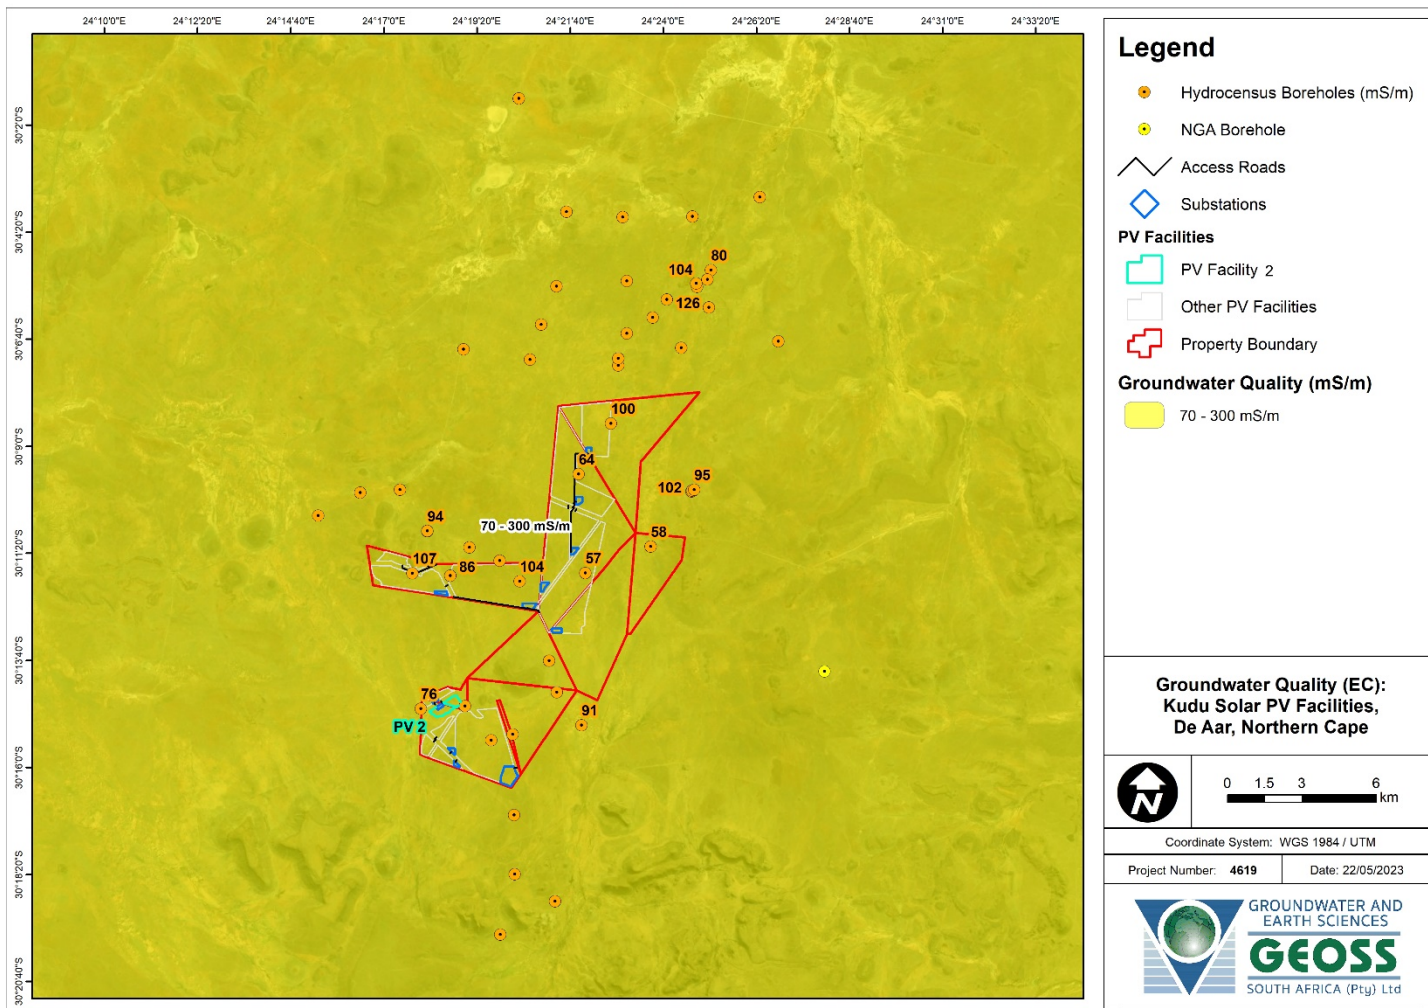 24°10'0"E
24°12'20"E
24°14'40"E
24°17'0"E
24°19'20"E
24°21'40"E
24°24'0"E
24°26'20"E
24°28'40"E
24°31'0"E
24°33'20"E
30°2'0"S
30°4'20"S
30°6'40"S
30°9'0"S
30°11'20"S
30°13'40"S
30°16'0"S
30°18'20"S
30°20'40"S
80
104
126
100
64
95
102
94
70 - 300 mS/m
58
107
86
104
57
76
PV 2
91
Legend
Hydrocensus Boreholes (mS/m)
NGA Borehole
Access Roads
Substations
PV Facilities
PV Facility 2
Other PV Facilities
Property Boundary
Groundwater Quality (mS/m)
70 - 300 mS/m
Groundwater Quality (EC):
Kudu Solar PV Facilities,
De Aar, Northern Cape
N
0 1.5 3 6
km
Coordinate System: WGS 1984 / UTM
Project Number: 4619 Date: 22/05/2023
GROUNDWATER AND
EARTH SCIENCES
GEOSS
SOUTH AFRICA (Pty) Ltd